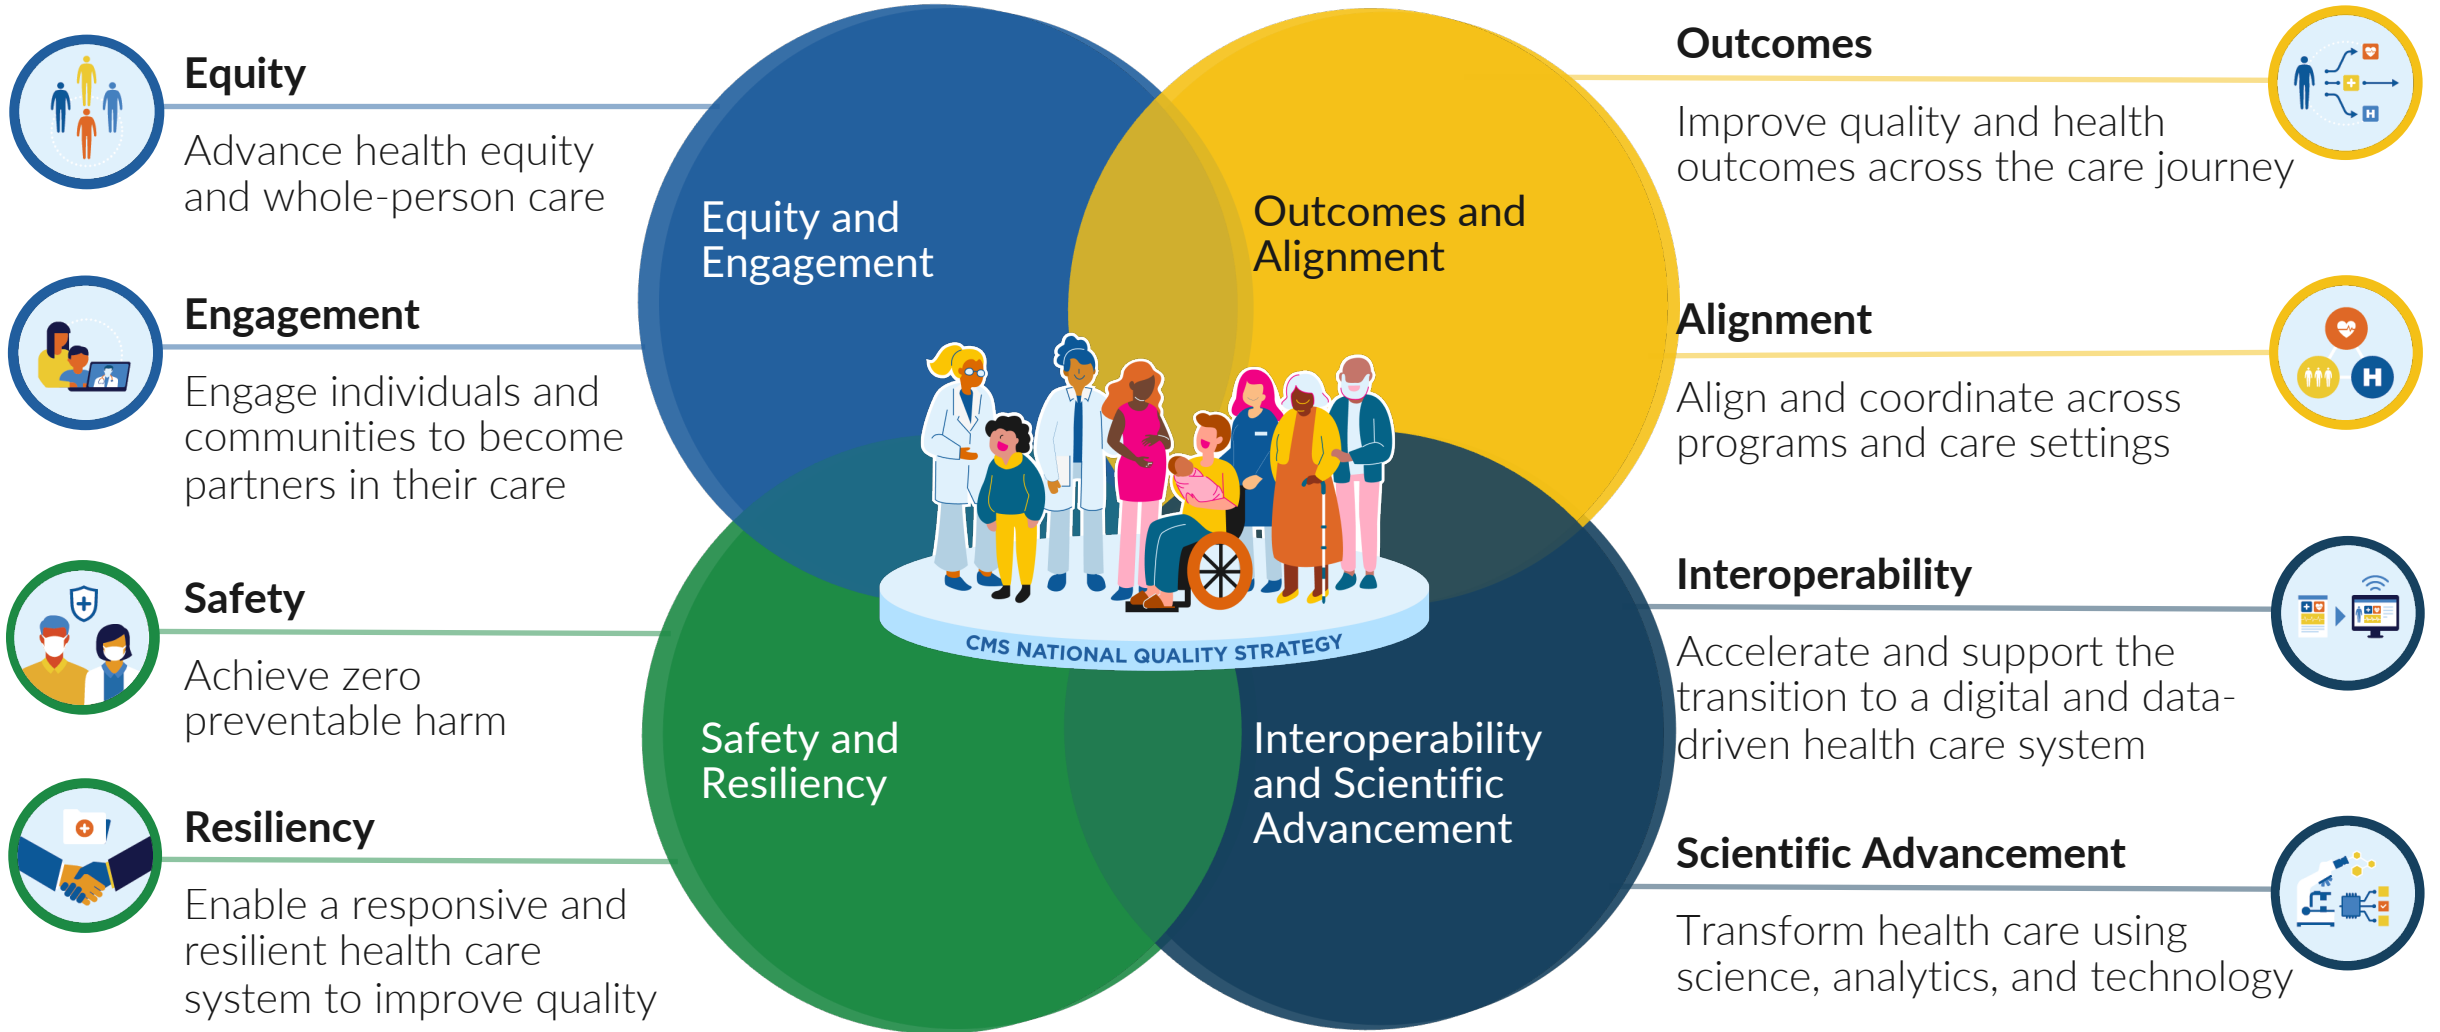 Equity
Advance health equity
and whole-person care
Engagement
Engage individuals and
communities to become
partners in their care
Safety
Achieve zero
preventable harm
Resiliency
Enable a responsive and
resilient health care
system to improve quality
Equity and
Engagement
Outcomes and
Alignment
CMS NATIONAL QUALITY STRATEGY
Safety and
Resiliency
Interoperability
and Scientific
Advancement
Outcomes
Improve quality and health
outcomes across the care journey
H
Alignment
Align and coordinate across
programs and care settings
H
Interoperability
Accelerate and support the
transition to a digital and data-
driven health care system
Scientific Advancement
Transform health care using
science, analytics, and technology